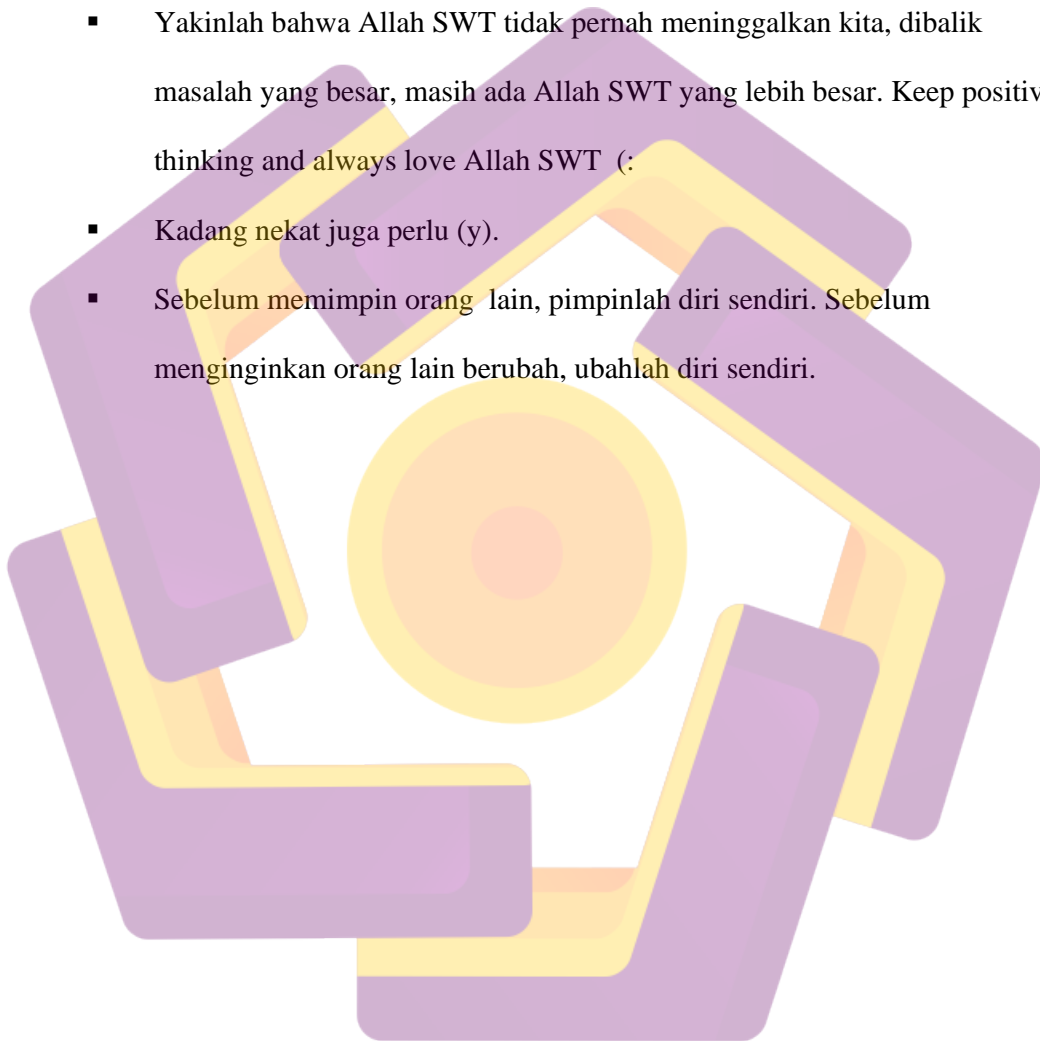 ▪ Yakinlah bahwa Allah SWT tidak pernah meninggalkan kita, dibalik
masalah yang besar, masih ada Allah SWT yang lebih besar. Keep positiv
thinking and always love Allah SWT (:
▪ Kadang nekat juga perlu (y).
▪ Sebelum memimpin orang lain, pimpinlah diri sendiri. Sebelum
menginginkan orang lain berubah, ubahlah diri sendiri.